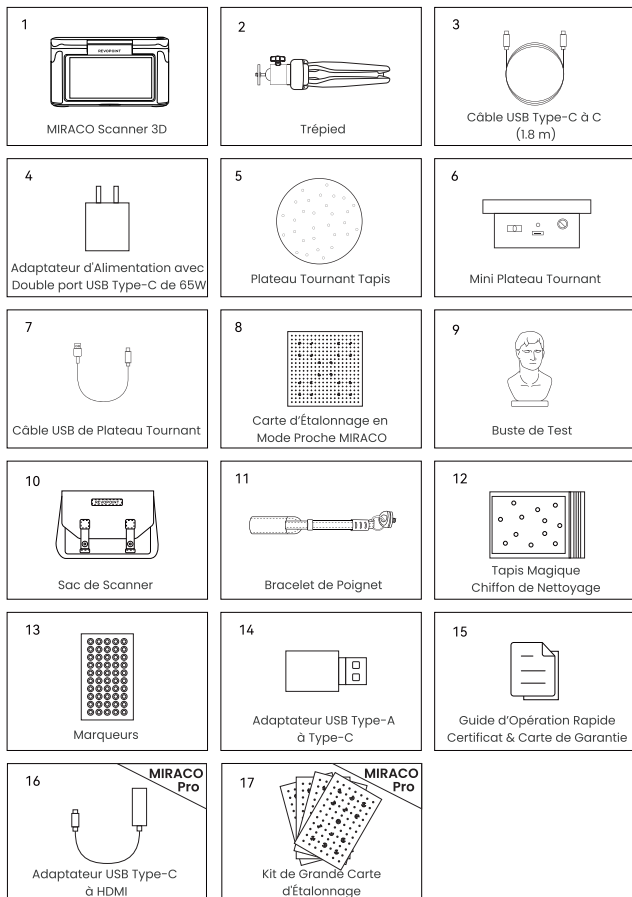 1
REVOPOINT
MIRACO Scanner 3D
2
Trépied
3
Câble USB Type-C à C
(1.8 m)
4
Adaptateur d'Alimentation avec
Double port USB Type-C de 65W
5
Plateau Tournant Tapis
6
Mini Plateau Tournant
7
Câble USB de Plateau Tournant
8
Carte d'Étalonnage en
Mode Proche MIRACO
9
Buste de Test
10
REVOPOINT
Sac de Scanner
11
Bracelet de Poignet
12
Tapis Magique
Chiffon de Nettoyage
13
Marqueurs
14
Adaptateur USB Type-A
à Type-C
15
Guide d'Opération Rapide
Certificat & Carte de Garantie
16
MIRACO
Pro
Adaptateur USB Type-C
à HDMI
17
MIRACO
Pro
Kit de Grande Carte
d'Étalonnage